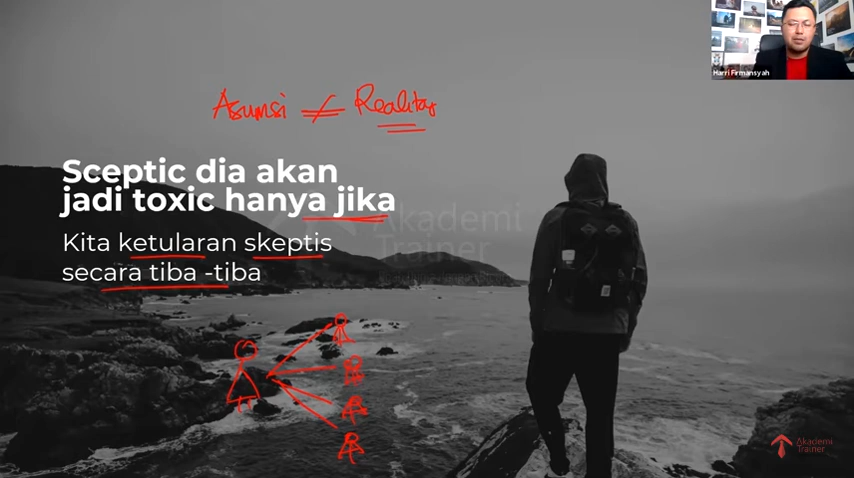 Harri Firmansyah
Asumsi ≠ Realitas
Sceptic dia akan
jadi toxic hanya jika
Kita ketularan skeptis
secara tiba -tiba
Akademi
Trainer
Akademi
Trainer